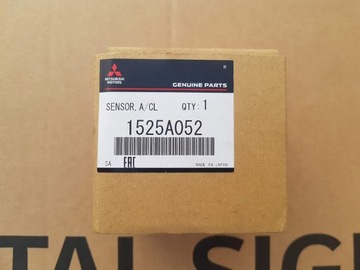 MITSUBISHI
MOTORS
GENUINE PARTS
SENSOR, A/CL QTY: 1
1525A052
SA EAC MADE IN JAPAN
TAL SIG